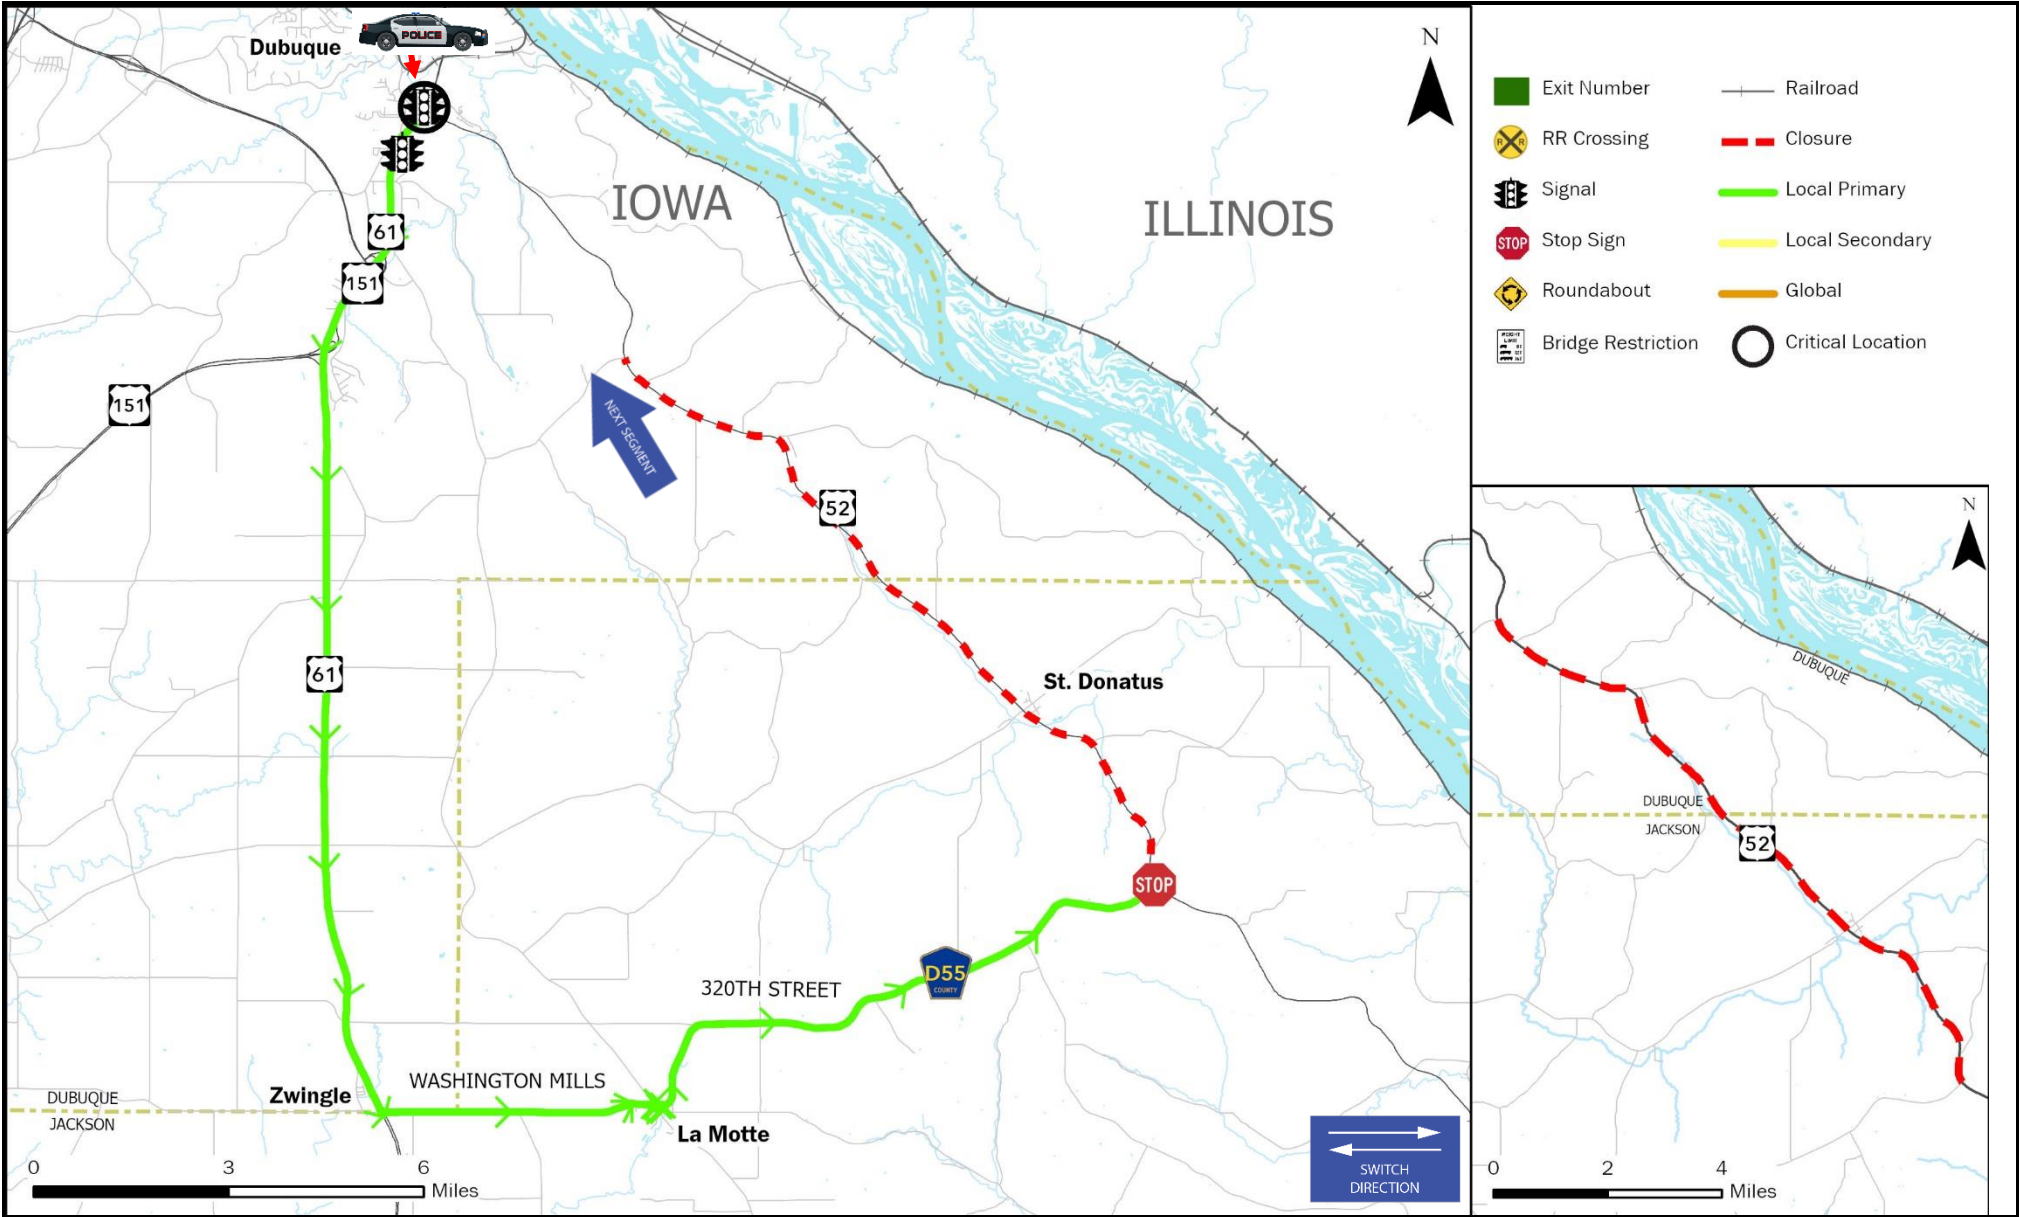 Dubuque
POLICE
N
IOWA
ILLINOIS
61
151
151
NEXT SEGMENT
52
61
St. Donatus
STOP
D55
COUNTY
320TH STREET
WASHINGTON MILLS
Zwingle
DUBUQUE
JACKSON
La Motte
0 3 6
Miles
SWITCH
DIRECTION
Exit Number
Railroad
R R
RR Crossing
Closure
Signal
Local Primary
STOP
Stop Sign
Local Secondary
Roundabout
Global
WEIGHT
LIMIT
Bridge Restriction
Critical Location
N
DUBUQUE
DUBUQUE
JACKSON
52
0 2 4
Miles